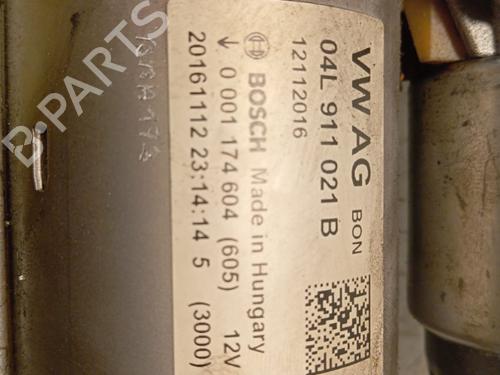 VW AG BON
04L 911 021 B
12112016
BOSCH Made in Hungary
0 001 174 604 (605) 12V
20161112 23:14:14 5 (3000)
B-PARTS